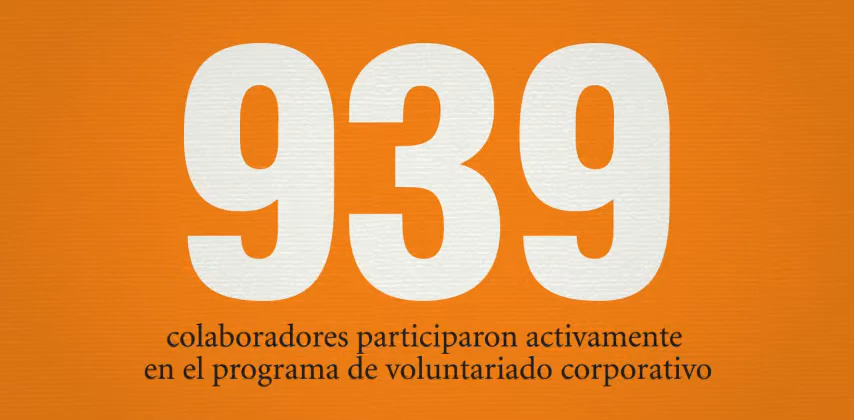 939
colaboradores participaron activamente
en el programa de voluntariado corporativo